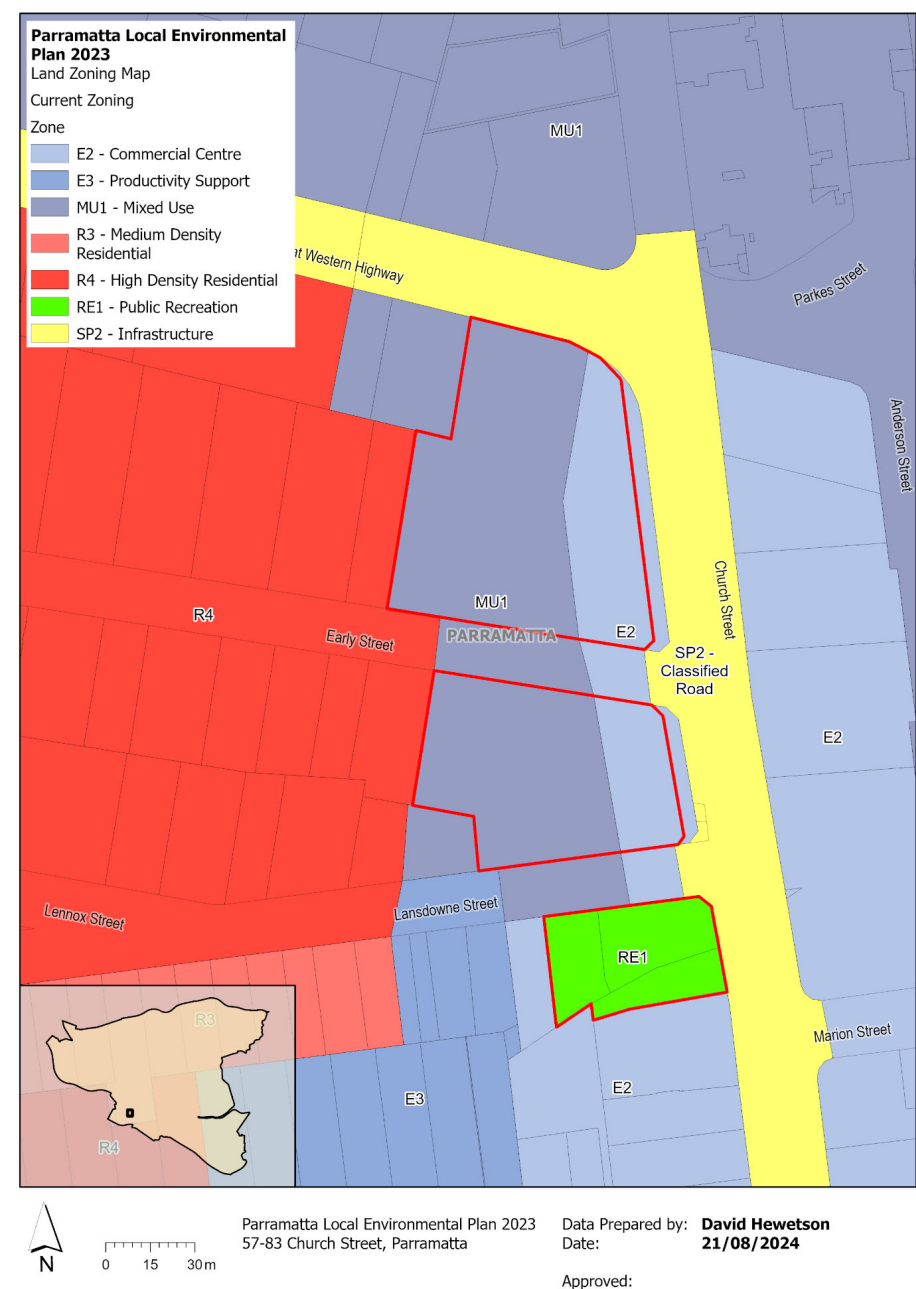 Parramatta Local Environmental
Plan 2023
Land Zoning Map
Current Zoning
Zone
E2 - Commercial Centre
E3 - Productivity Support
MU1 - Mixed Use
R3 - Medium Density
Residential
R4 - High Density Residential
RE1 - Public Recreation
SP2 - Infrastructure
MU1
at Western Highway
Parkes Street
Anderson Street
Church Street
R4
MU1
Early Street
PARRAMATTA
E2
SP2 -
Classified
Road
E2
Lennox Street
Lansdowne Street
RE1
Marion Street
R3
E3
E2
R4
N
0 15 30 m
Parramatta Local Environmental Plan 2023
57-83 Church Street, Parramatta
Data Prepared by: David Hewetson
Date: 21/08/2024
Approved: